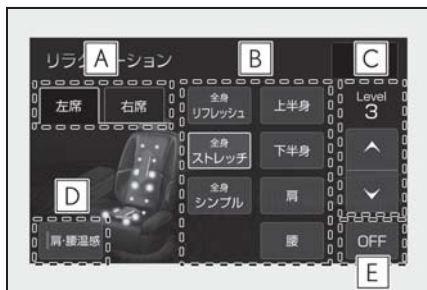 A
B
C
リラク
ーション
左席
右席
全身
リフレッシュ
上半身
Level
3
全身
ストレッチ
下半身
全身
シンプル
肩
D
肩・腰温感
腰
OFF
E